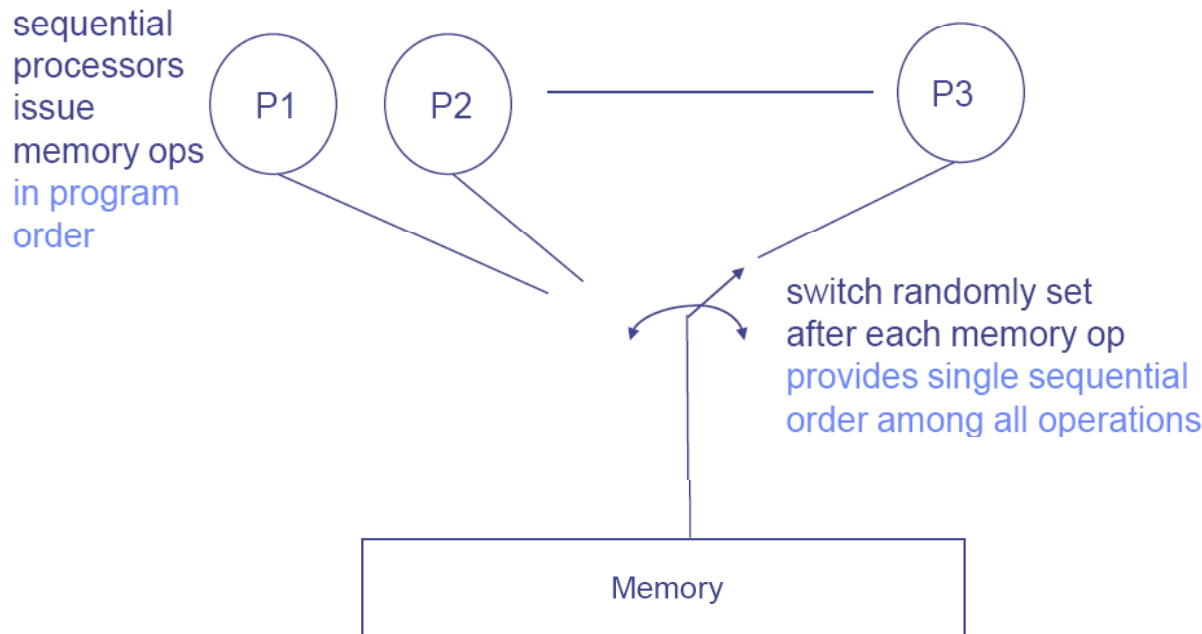 sequential
processors
issue
memory ops
in program
order
P1
P2
P3
switch randomly set
after each memory op
provides single sequential
order among all operations
Memory